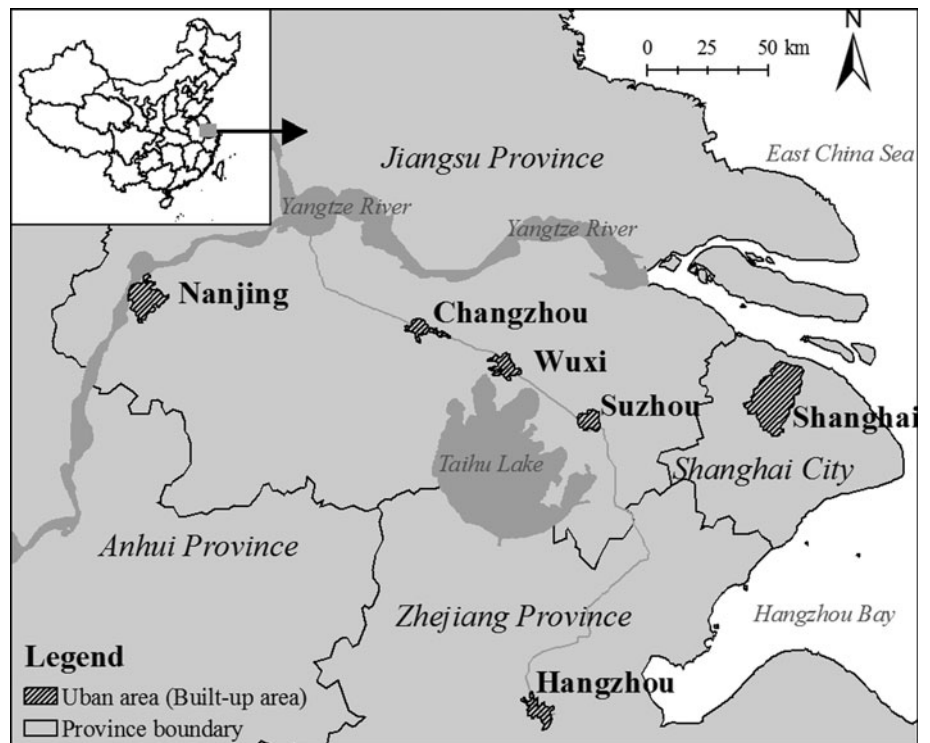 N
0 25 50 km
East China Sea
Jiangsu Province
Yangtze River
Yangtze River
Nanjing
Changzhou
Wuxi
Suzhou
Shanghai
Taihu Lake
Shanghai City
Anhui Province
Zhejiang Province
Hangzhou Bay
Legend
Uban area (Built-up area)
Province boundary
Hangzhou